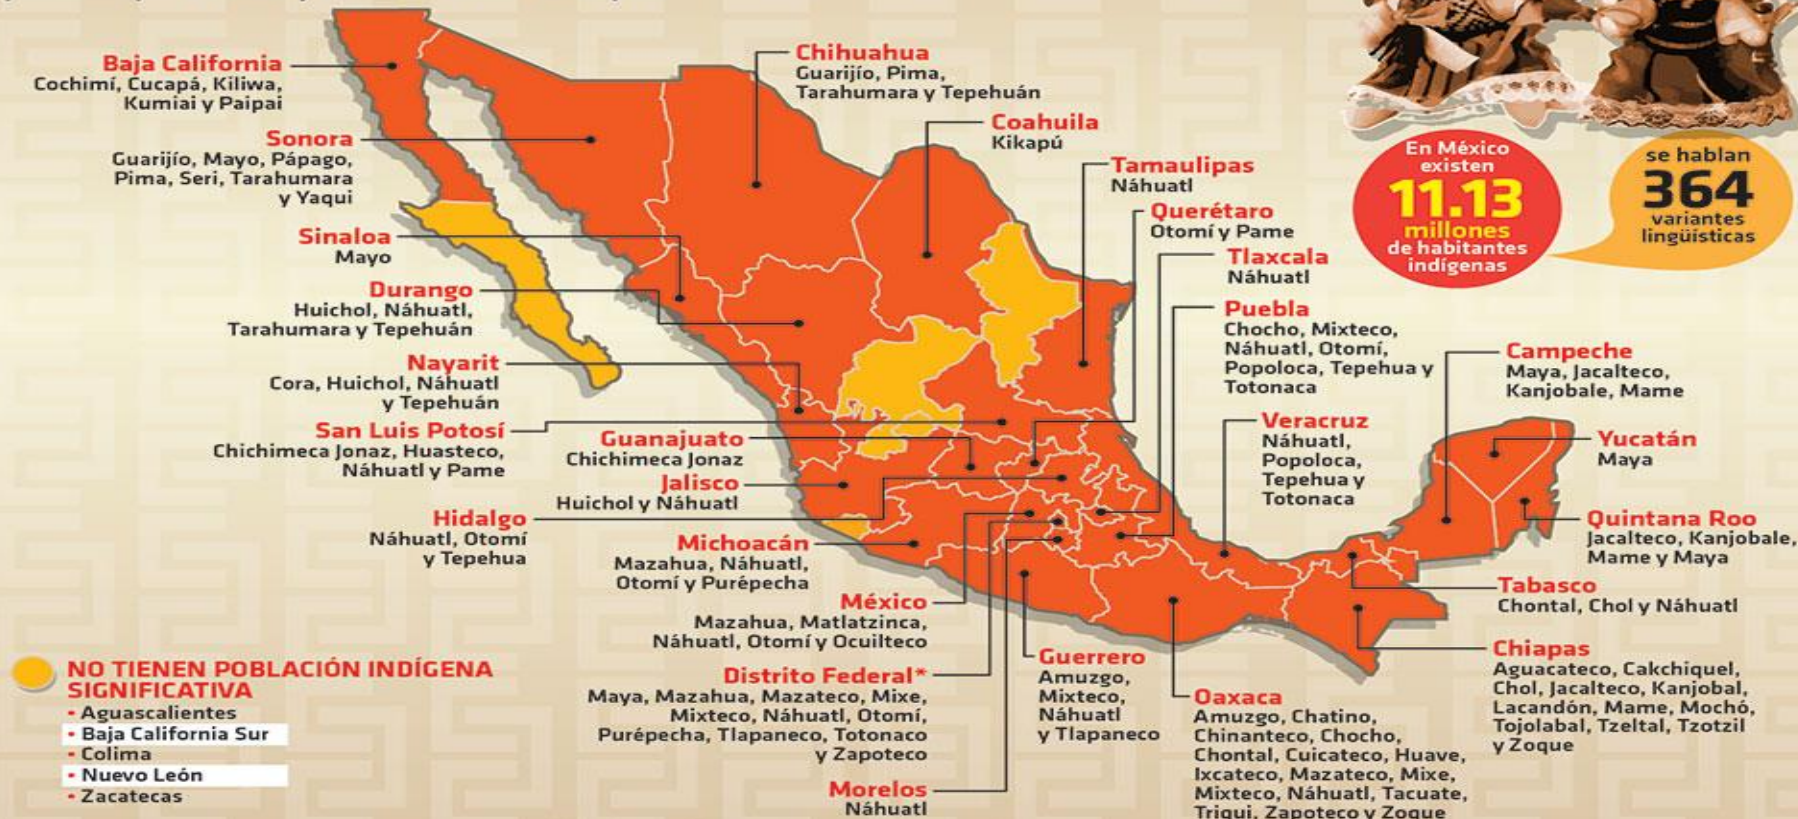 Baja California
Cochimí, Cucapá, Kiliwa,
Kumiai y Paipai
Sonora
Guarijío, Mayo, Pápago,
Pima, Seri, Tarahumara
y Yaqui
Sinaloa
Mayo
Durango
Huichol, Náhuatl,
Tarahumara y Tepehuán
Nayarit
Cora, Huichol, Náhuatl
y Tepehuán
San Luis Potosí
Chichimeca Jonaz, Huasteco,
Náhuatl y Pame
Guanajuato
Chichimeca Jonaz
Jalisco
Huichol y Náhuatl
Hidalgo
Náhuatl, Otomí
y Tepehua
Michoacán
Mazahua, Náhuatl,
Otomí y Purépecha
México
Mazahua, Matlatzinca,
Náhuatl, Otomí y Ocuilteco
Distrito Federal*
Maya, Mazahua, Mazateco, Mixe,
Mixteco, Náhuatl, Otomí,
Purépecha, Tlapaneco, Totonaco
y Zapoteco
Morelos
Náhuatl
Chihuahua
Guarijío, Pima,
Tarahumara y Tepehuán
Coahuila
Kikapú
Tamaulipas
Náhuatl
Querétaro
Otomí y Pame
Tlaxcala
Náhuatl
Puebla
Chocho, Mixteco,
Náhuatl, Otomí,
Popoloca, Tepehua y
Totonaca
Veracruz
Náhuatl,
Popoloca,
Tepehua y
Totonaca
Campeche
Maya, Jacalteco,
Kanjobale, Mame
Yucatán
Maya
Quintana Roo
Jacalteco, Kanjobale,
Mame y Maya
Tabasco
Chontal, Chol y Náhuatl
Chiapas
Aguacateco, Cakchiquel,
Chol, Jacalteco, Kanjobal,
Lacandón, Mame, Mochó,
Tojolabal, Tzeltal, Tzotzil
y Zoque
Guerrero
Amuzgo,
Mixteco,
Náhuatl
y Tlapaneco
Oaxaca
Amuzgo, Chatino,
Chinanteco, Chocho,
Chontal, Cuicateco, Huave,
Ixcateco, Mazateco, Mixe,
Mixteco, Náhuatl, Tacuate,
Triqui, Zapoteco y Zoque
En México
existen
11.13
millones
de habitantes
indígenas
se hablan
364
variantes
lingüísticas
NO TIENEN POBLACIÓN INDÍGENA
SIGNIFICATIVA
• Aguascalientes
• Baja California Sur
• Colima
• Nuevo León
• Zacatecas